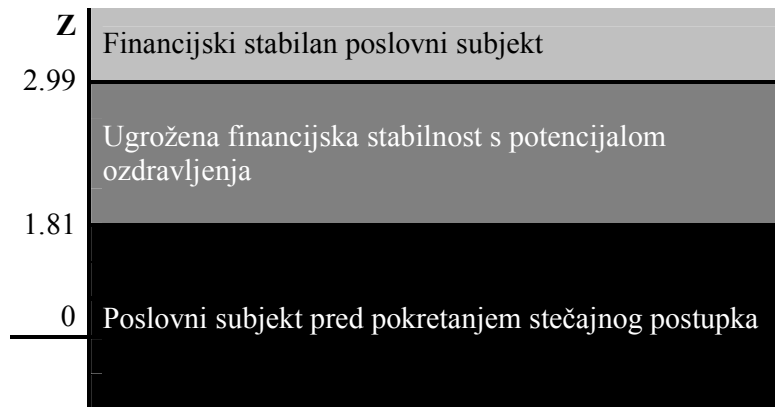 Z
Financijski stabilan poslovni subjekt
2.99
Ugrožena financijska stabilnost s potencijalom
ozdravljenja
1.81
0
Poslovni subjekt pred pokretanjem stečajnog postupka